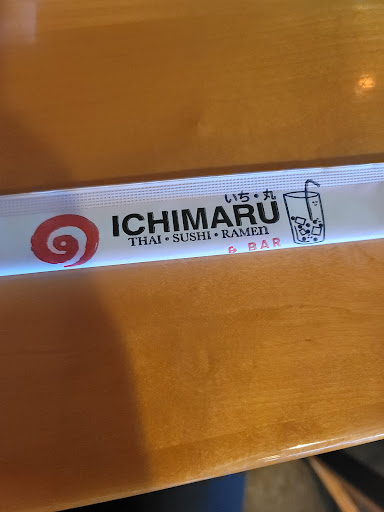 いち・丸
ICHIMARU
THAI • SUSHI • RAMEn
& BAR